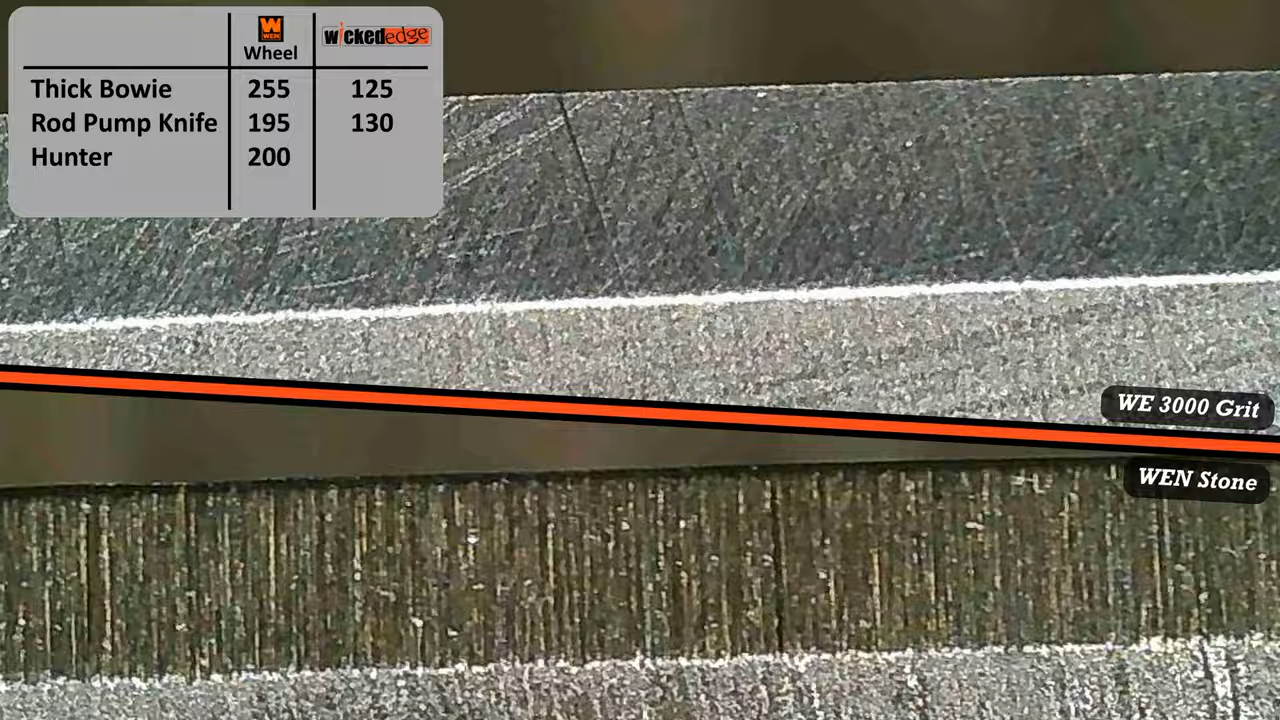 W
WEN
Wheel
wickededge
Thick Bowie 255 125
Rod Pump Knife 195 130
Hunter 200
WE 3000 Grit
WEN Stone